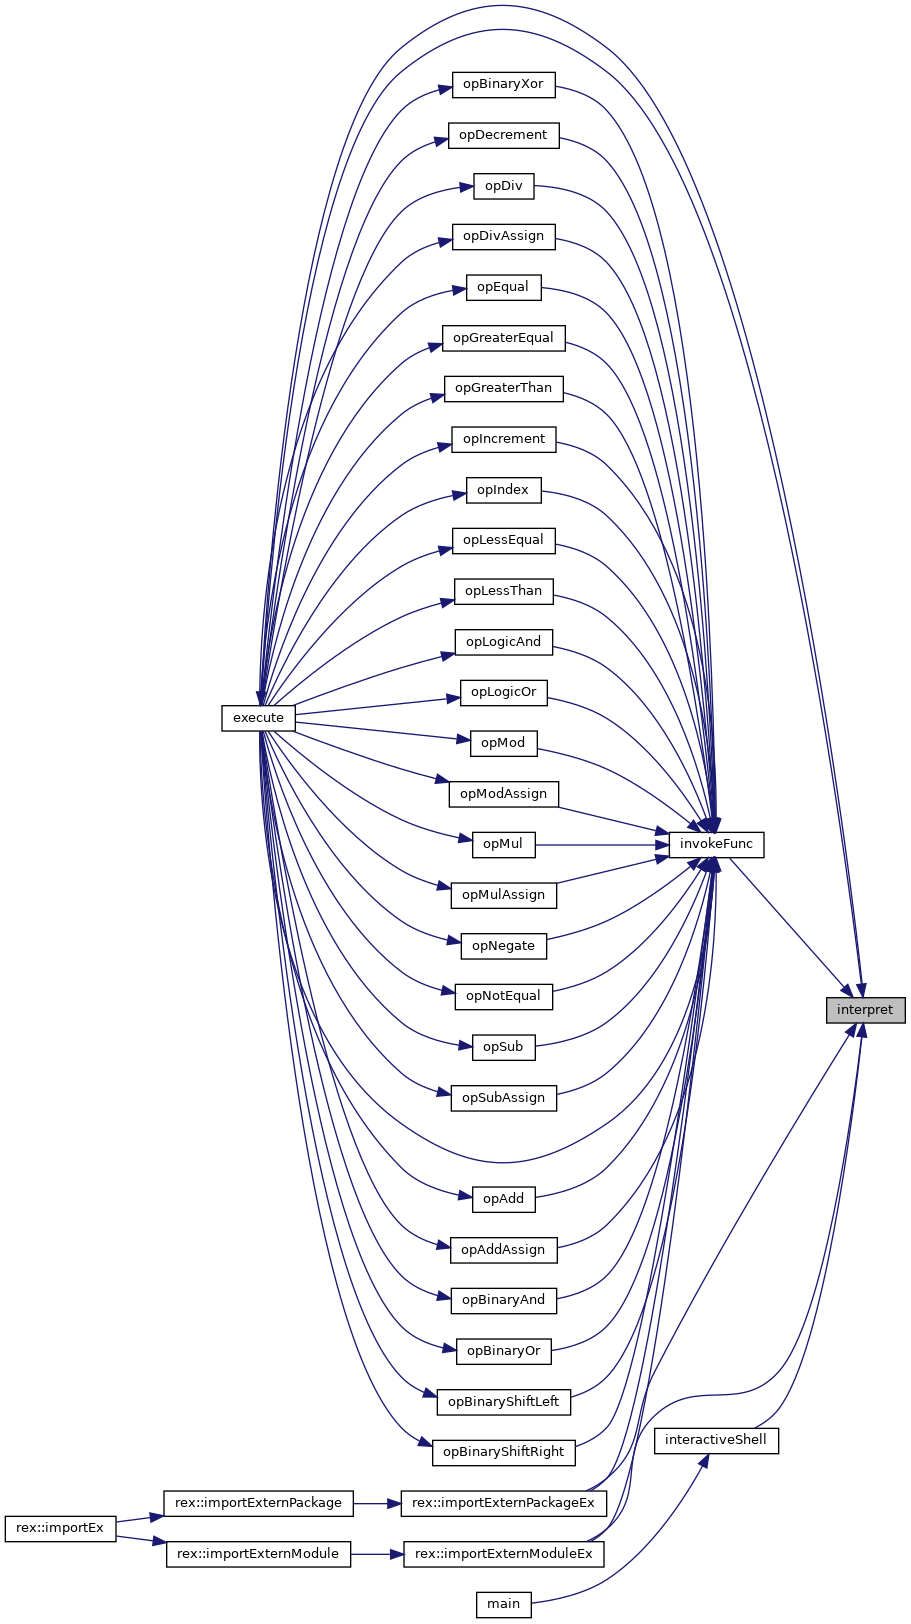 opBinaryXor
opDecrement
opDiv
opDivAssign
opEqual
opGreaterEqual
opGreaterThan
opIncrement
opIndex
opLessEqual
opLessThan
opLogicAnd
opLogicOr
execute
opMod
opModAssign
opMul
invokeFunc
opMulAssign
opNegate
opNotEqual
interpret
opSub
opSubAssign
opAdd
opAddAssign
opBinaryAnd
opBinaryOr
opBinaryShiftLeft
interactiveShell
opBinaryShiftRight
rex::importExternPackage
rex::importExternPackageEx
rex::importEx
rex::importExternModule
rex::importExternModuleEx
main